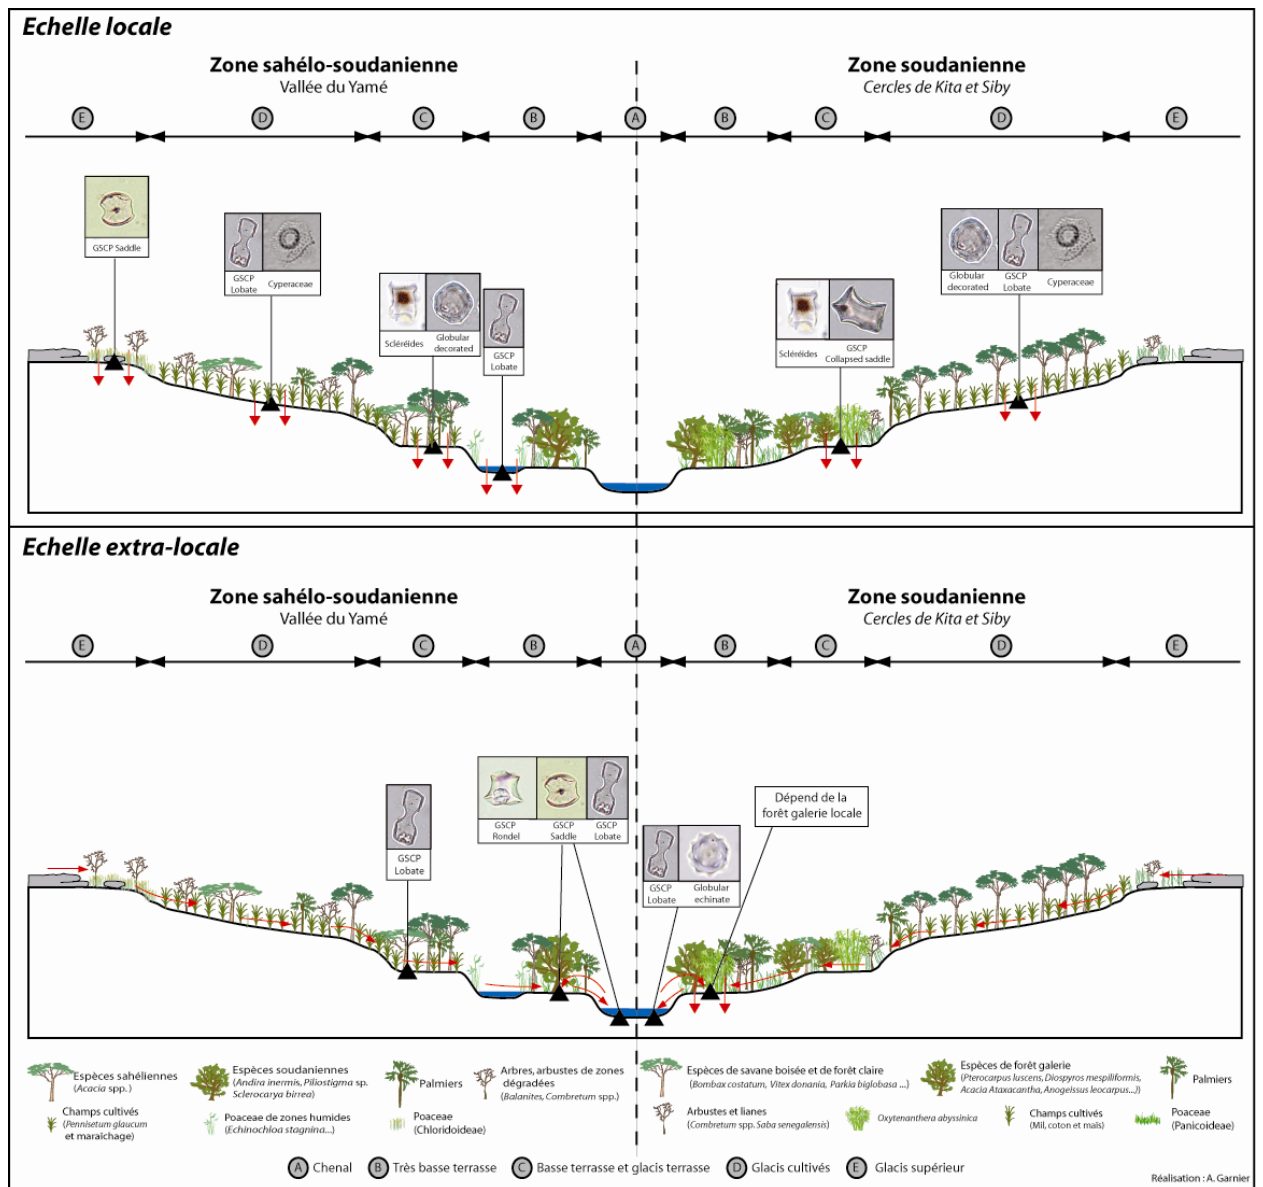 Echelle locale
Zone sahélo-soudanienne
Vallée du Yamé
Zone soudanienne
Cercles de Kita et Siby
E D C B A B C D E
GSCP Saddle
GSCP
Lobate
Cyperaceae
Scléréides
Globular
decorated
GSCP
Lobate
Scléréides
GSCP
Collapsed saddle
Globular
decorated
GSCP
Lobate
Cyperaceae
Echelle extra-locale
Zone sahélo-soudanienne
Vallée du Yamé
Zone soudanienne
Cercles de Kita et Siby
E D C B A B C D E
GSCP
Lobate
GSCP
Rondel
GSCP
Saddle
GSCP
Lobate
GSCP
Lobate
Globular
echinate
Dépend de la
forêt galerie locale
Espèces sahéliennes
(Acacia spp.)
Espèces soudaniennes
(Andira inermis, Piliostigma sp.
Sclerocarya birrea)
Palmiers
Arbres, arbustes de zones
dégradées
(Balanites, Combretum spp.)
Champs cultivés
(Pennisetum glaucum
et maraîchage)
Poaceae de zones humides
(Echinochloa stagnina...)
Poaceae
(Chloridoideae)
Espèces de savane boisée et de forêt claire
(Bombax costatum, Vitex donania, Parkia biglobasa ...)
Espèces de forêt galerie
(Pterocarpus luscens, Diospyros mespiliformis,
Acacia Ataxacantha, Anogeissus leocarpus...?)
Palmiers
Arbustes et lianes
(Combretum spp. Saba senegalensis)
Oxytenanthera abyssinica
Champs cultivés
(Mil, coton et maïs)
Poaceae
(Panicoideae)
A Chenal B Très basse terrasse C Basse terrasse et glacis terrasse D Glacis cultivés E Glacis supérieur
Réalisation : A. Garnier